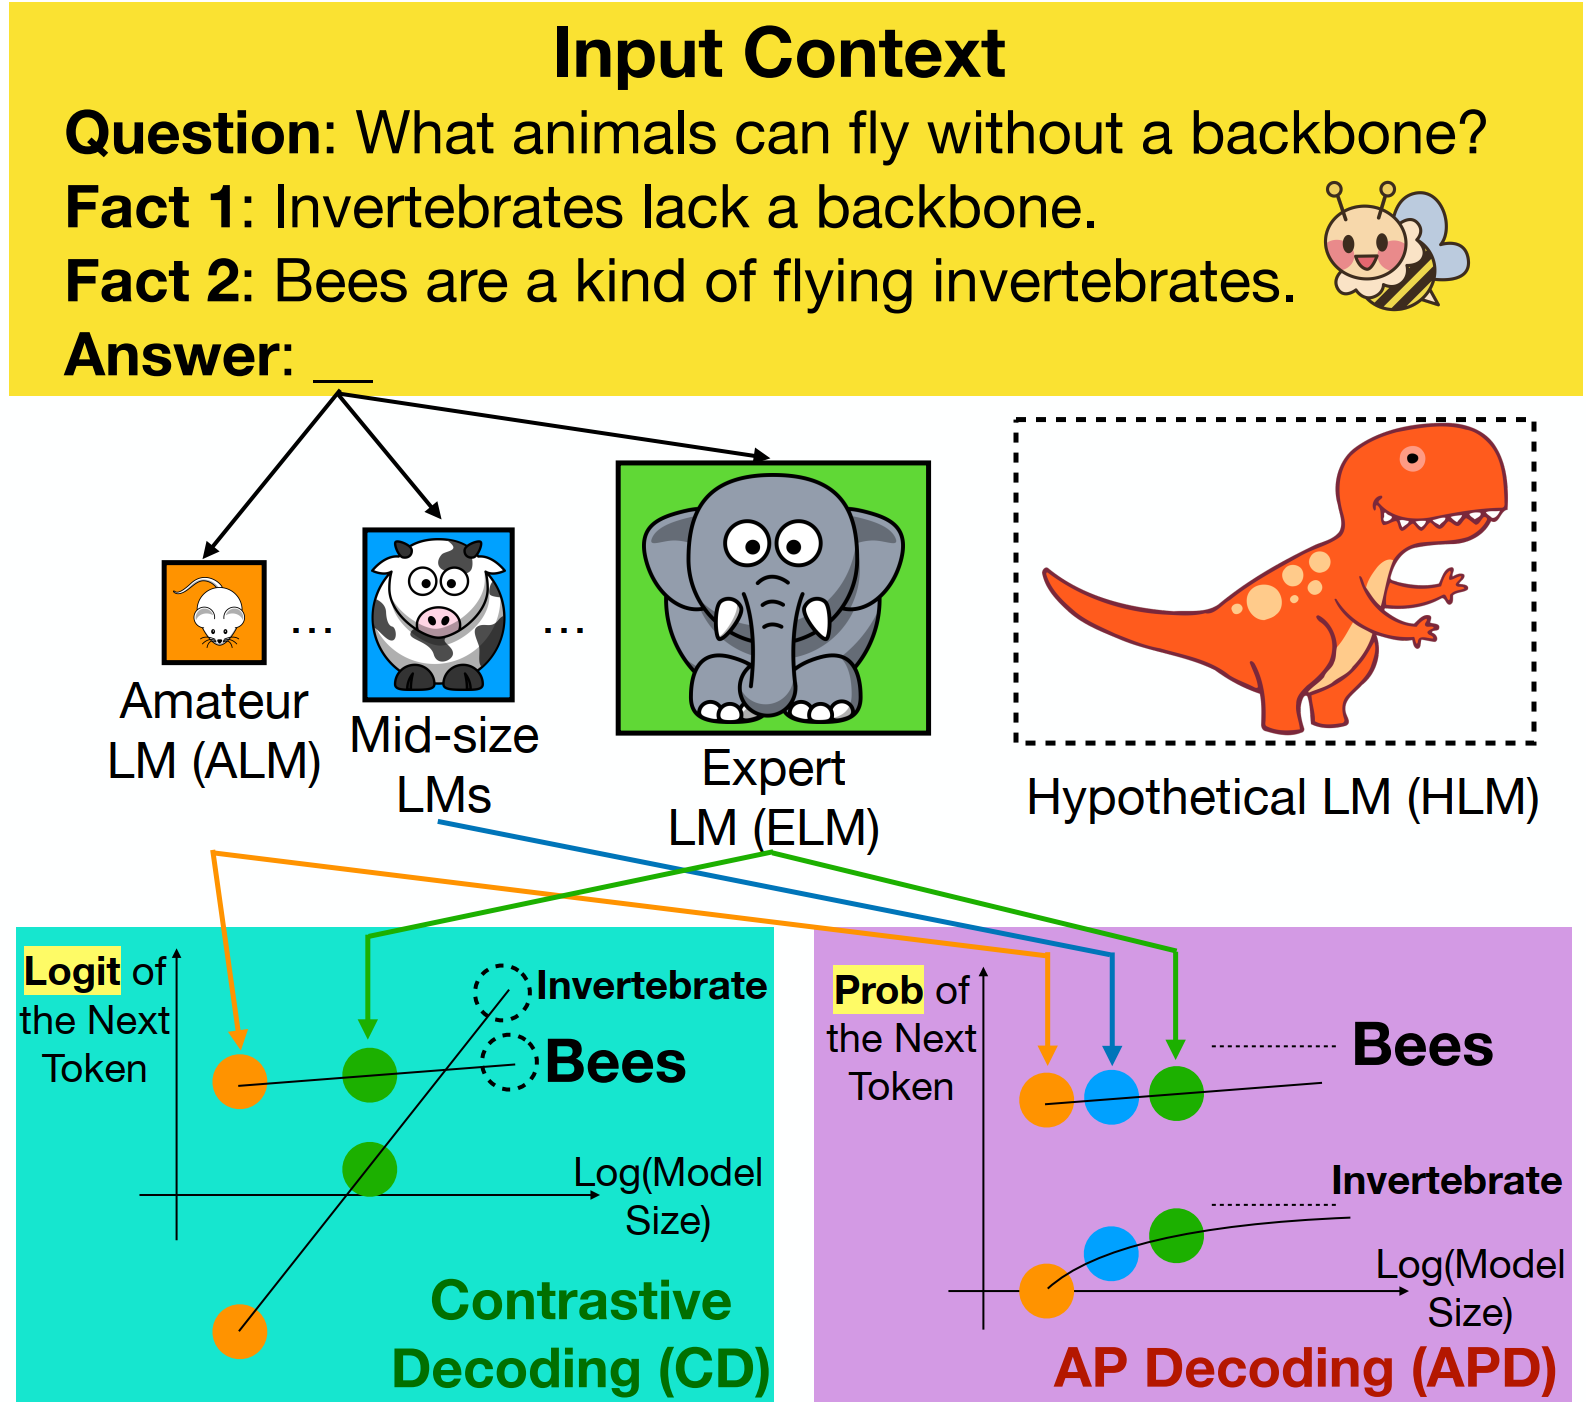 Input Context
Question: What animals can fly without a backbone?
Fact 1: Invertebrates lack a backbone.
Fact 2: Bees are a kind of flying invertebrates.
Answer: __
...
...
Amateur
LM (ALM)
Mid-size
LMs
Expert
LM (ELM)
Hypothetical LM (HLM)
Logit of
the Next
Token
Invertebrate
Bees
Log(Model
Size)
Contrastive
Decoding (CD)
Prob of
the Next
Token
Bees
Invertebrate
Log(Model
Size)
AP Decoding (APD)